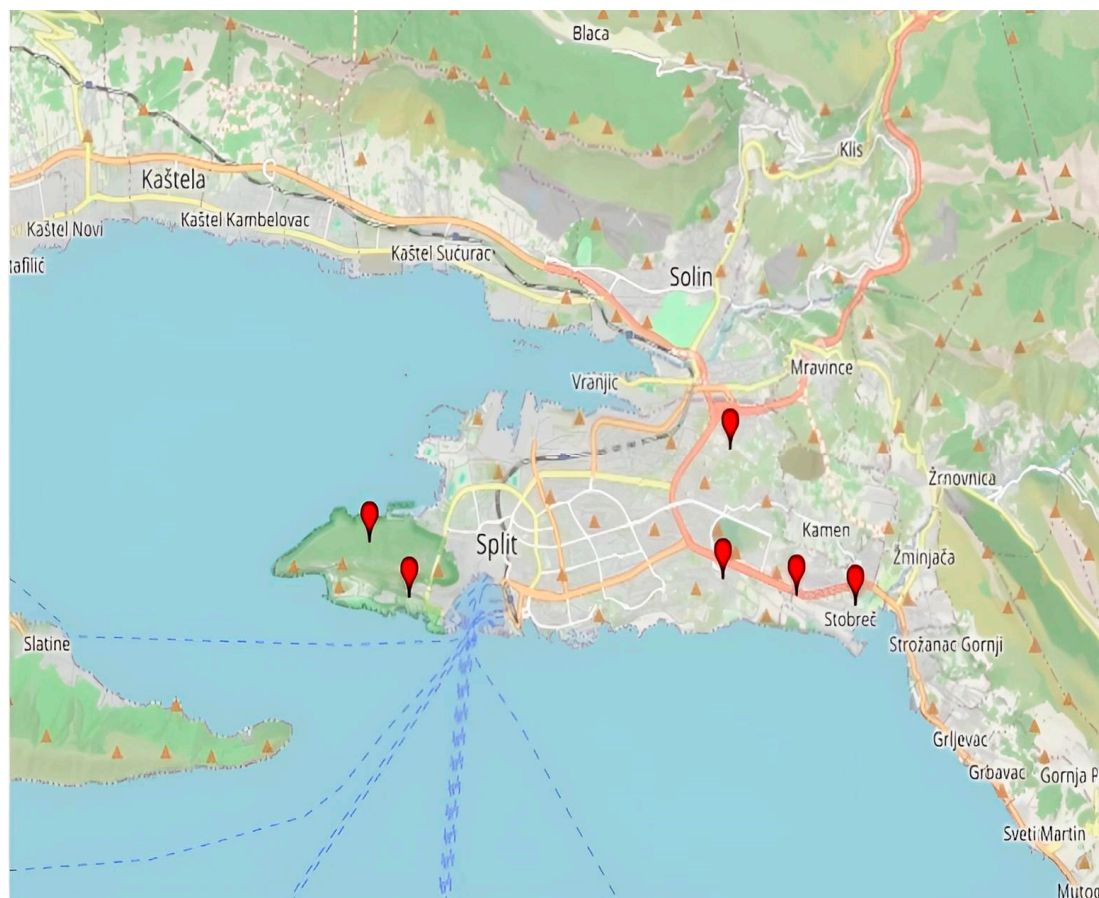 Blaca
Klis
Kaštela
Kaštel Kambelovac
Kaštel Novi
Kaštel Sućurac
tafilić
Solin
Mravince
Vranjic
Žrnovnica
Kamen
Split
Žminjača
Stobreč
Slatine
Strožanac Gornji
Grljevac
Grbavac
Gornja P
Sveti Martin
Mutog